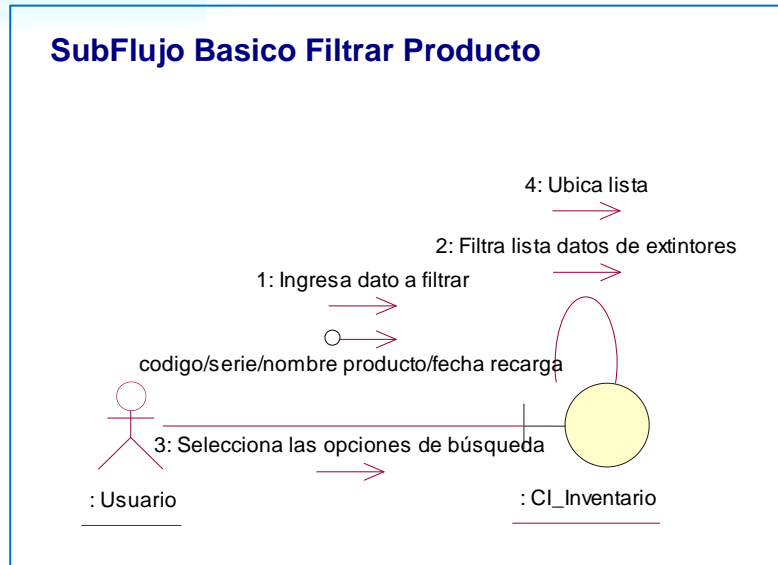 SubFlujo Basico Filtrar Producto
4: Ubica lista
2: Filtra lista datos de extintores
1: Ingresa dato a filtrar
codigo/serie/nombre producto/fecha recarga
3: Selecciona las opciones de búsqueda
: Usuario
: CI_Inventario